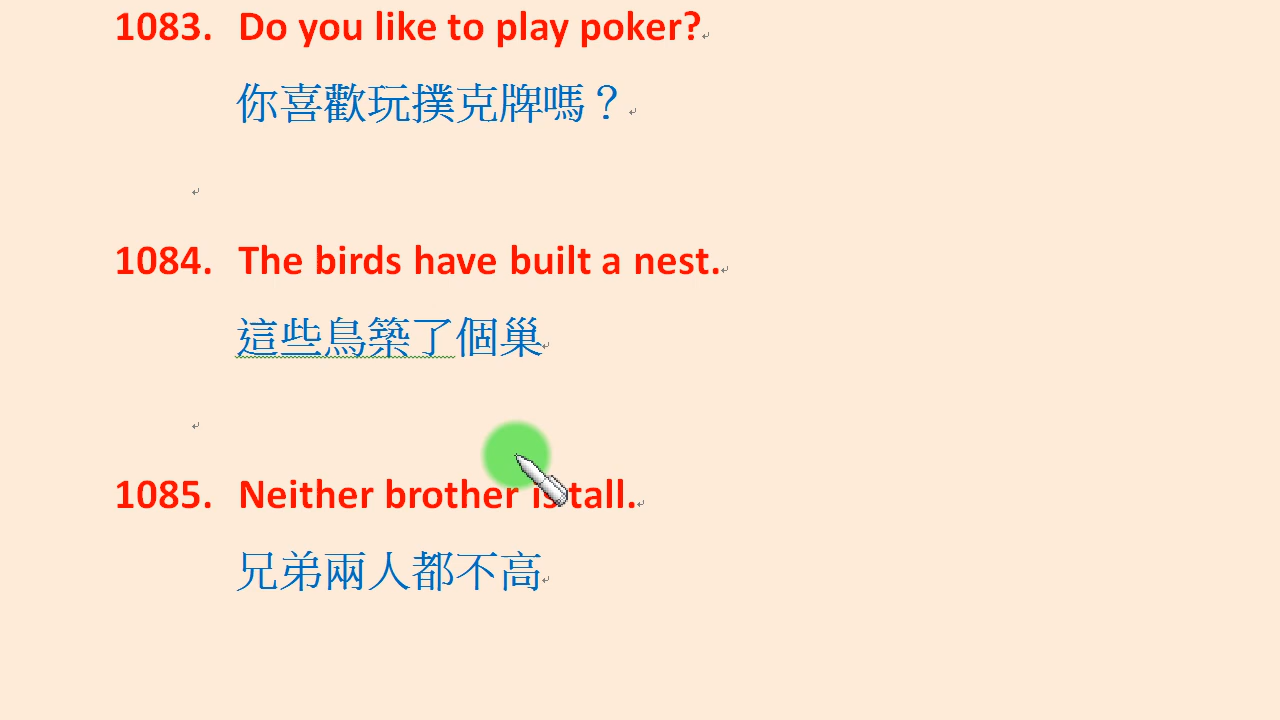 1083. Do you like to play poker?
你喜歡玩撲克牌嗎？
1084. The birds have built a nest.
這些鳥築了個巢
1085. Neither brother is tall.
兄弟兩人都不高